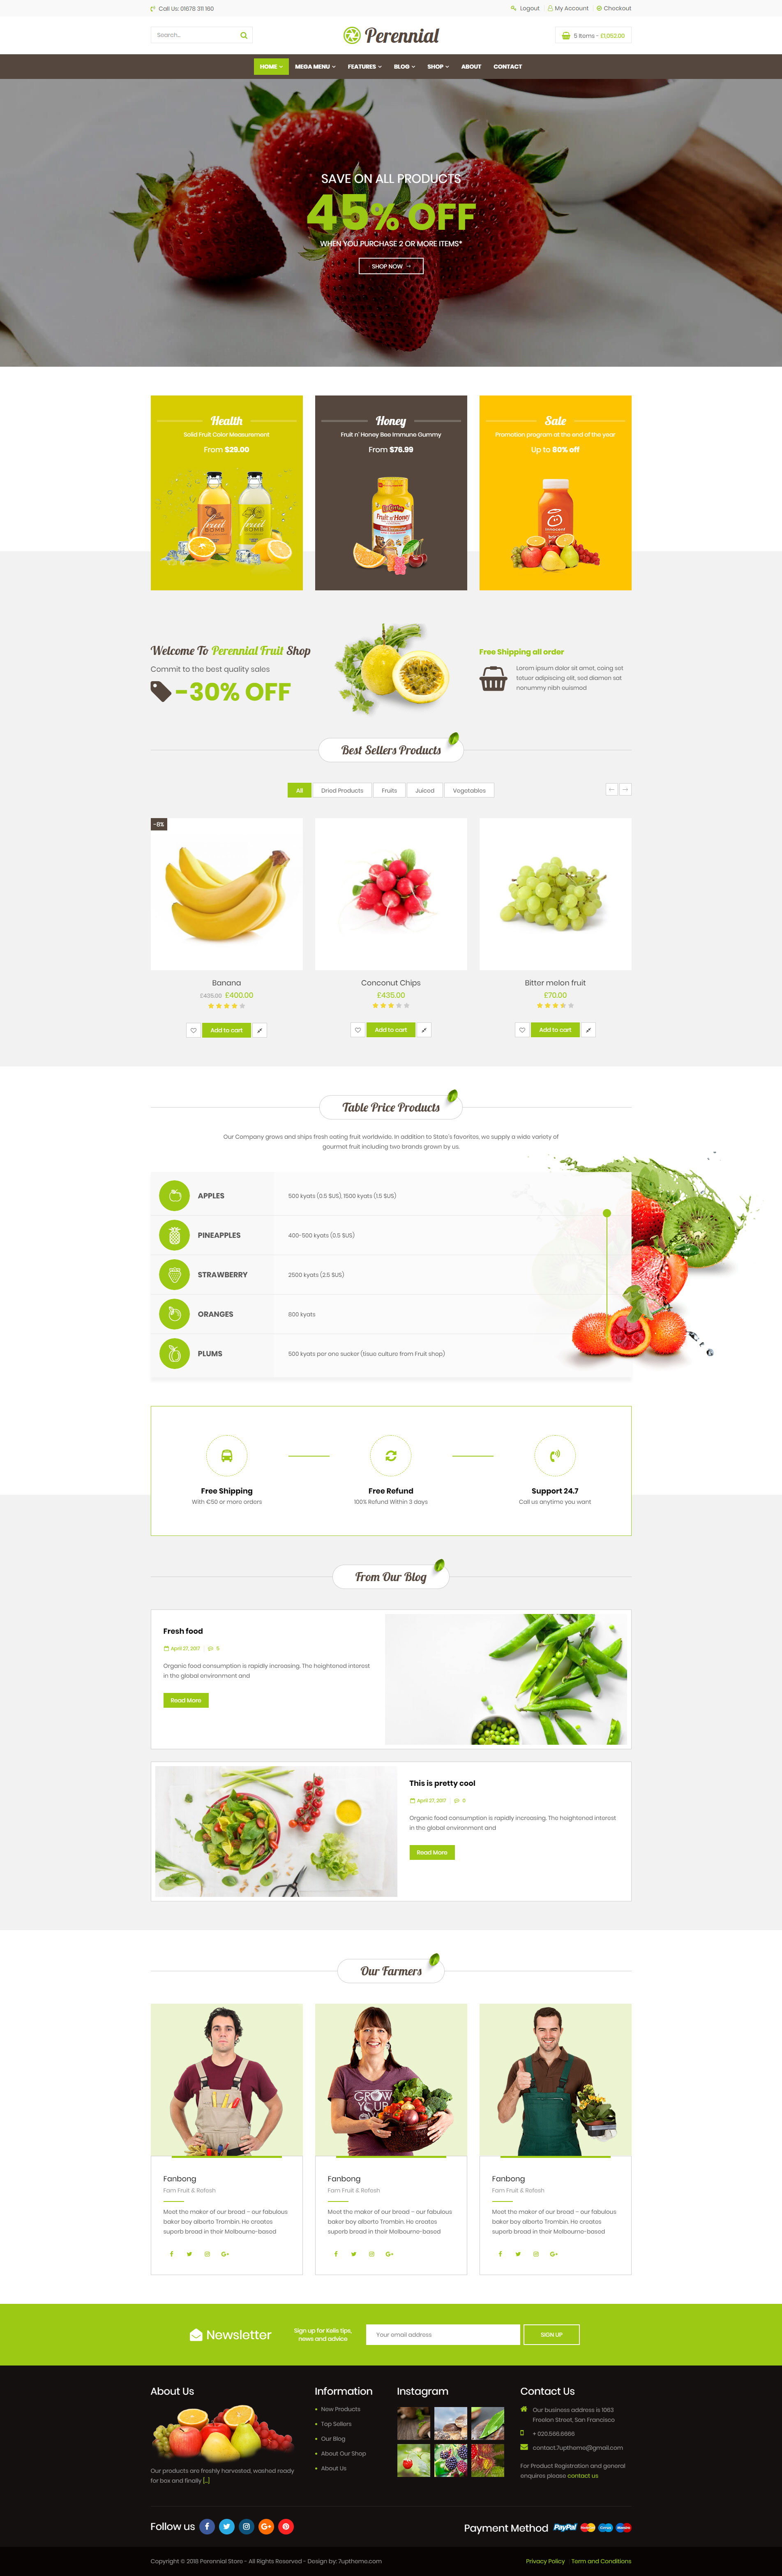 Call Us: 01678 311 160
Logout
My Account
Checkout
Search...
Perennial
5 Items - £1,052.00
HOME
MEGA MENU
FEATURES
BLOG
SHOP
ABOUT
CONTACT
SAVE ON ALL PRODUCTS
45% OFF
WHEN YOU PURCHASE 2 OR MORE ITEMS*
SHOP NOW →
Health
Solid Fruit Color Measurement
From $29.00
Honey
Fruit n' Honey Bee Immune Gummy
From $76.99
Sale
Promotion program at the end of the year
Up to 80% off
Welcome To Perennial Fruit Shop
Commit to the best quality sales
-30% OFF
Free Shipping all order
Lorem ipsum dolor sit amet, coing set
tetuer adipiscing elit, sed diamon sat
nonummy nibh euismod
Best Sellers Products
All
Dried Products
Fruits
Juiced
Vegetables
-8%
Banana
£435.00 £400.00
Add to cart
Conconut Chips
£435.00
Add to cart
Bitter melon fruit
£70.00
Add to cart
Table Price Products
Our Company grows and ships fresh eating fruit worldwide. In addition to State's favorites, we supply a wide variety of
gourmet fruit including two brands grown by us.
APPLES
500 kyats (0.5 $US), 1500 kyats (1.5 $US)
PINEAPPLES
400-500 kyats (0.5 $US)
STRAWBERRY
2500 kyats (2.5 $US)
ORANGES
800 kyats
PLUMS
500 kyats per one sucker (tisue culture from Fruit shop)
Free Shipping
With €50 or more orders
Free Refund
100% Refund Within 3 days
Support 24.7
Call us anytime you want
From Our Blog
Fresh food
April 27, 2017
5
Organic food consumption is rapidly increasing. The heightened interest
in the global environment and
Read More
This is pretty cool
April 27, 2017
0
Organic food consumption is rapidly increasing. The heightened interest
in the global environment and
Read More
Our Farmers
GROW
YOUR
Fanbong
Fam Fruit & Refesh
Meet the maker of our bread – our fabulous
baker boy alberto Trombin. He creates
superb bread in their Melbourne-based
Fanbong
Fam Fruit & Refesh
Meet the maker of our bread – our fabulous
baker boy alberto Trombin. He creates
superb bread in their Melbourne-based
Fanbong
Fam Fruit & Refesh
Meet the maker of our bread – our fabulous
baker boy alberto Trombin. He creates
superb bread in their Melbourne-based
Newsletter
Sign up for Kells tips,
news and advice
Your email address
SIGN UP
About Us
Our products are freshly harvested, washed ready
for box and finally [...]
Information
New Products
Top Sellers
Our Blog
About Our Shop
About Us
Instagram
Contact Us
Our business address is 1063
Freelon Street, San Francisco
+ 020.566.6666
contact.7uptheme@gmail.com
For Product Registration and general
enquires please contact us
Follow us
Payment Method
PayPal
Copyright © 2018 Perennial Store - All Rights Reserved - Design by: 7uptheme.com
Privacy Policy
Term and Conditions